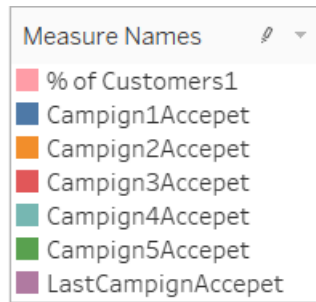 Measure Names
% of Customers1
Campign1Accepet
Campign2Accepet
Campign3Accepet
Campign4Accepet
Campign5Accepet
LastCampignAccepet